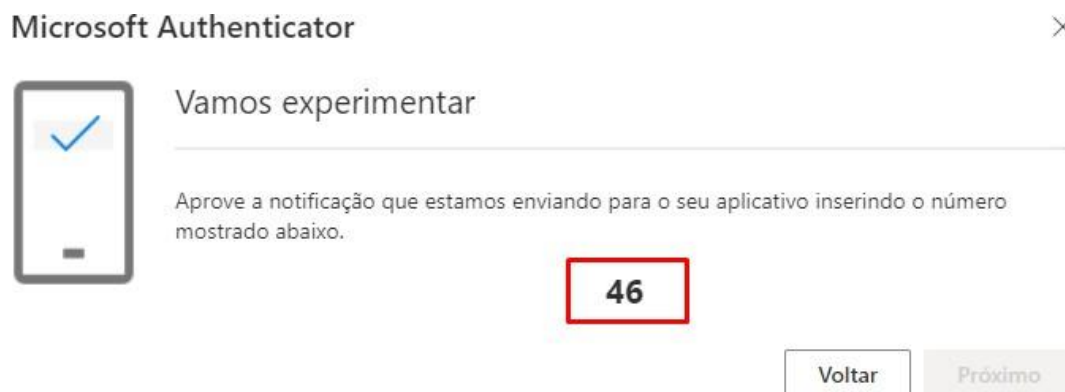 Microsoft Authenticator
Vamos experimentar
Aprove a notificação que estamos enviando para o seu aplicativo inserindo o número
mostrado abaixo.
46
Voltar
Próximo